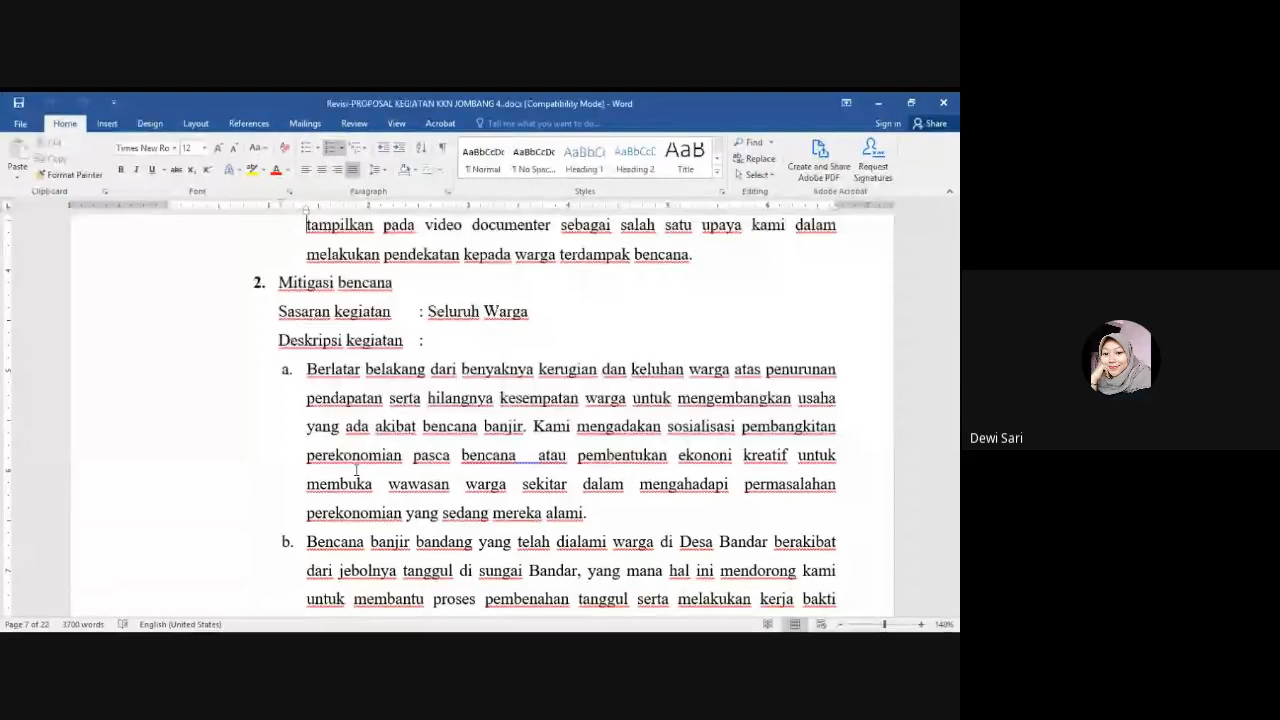 Revisi-PROPOSAL KEGIATAN KKN JOMBANG 4..docx [Compatibility Mode] - Word
File Home Insert Design Layout References Mailings Review View Acrobat Tell me what you want to do... Sign in Share
Paste Cut Copy Format Painter
Times New Ro 12
AaBbCcDc AaBbCcDc AaBbC AaBbCcC AaB
¶ Normal ¶ No Spac... Heading 1 Heading 2 Title
Find Replace Select
Create and Share Adobe PDF Request Signatures
Clipboard Font Paragraph Styles Editing Adobe Acrobat
tampilkan pada video documenter sebagai salah satu upaya kami dalam
melakukan pendekatan kepada warga terdampak bencana.
2. Mitigasi bencana
Sasaran kegiatan : Seluruh Warga
Deskripsi kegiatan :
a. Berlatar belakang dari benyaknya kerugian dan keluhan warga atas penurunan
pendapatan serta hilangnya kesempatan warga untuk mengembangkan usaha
yang ada akibat bencana banjir. Kami mengadakan sosialisasi pembangkitan
perekonomian pasca bencana atau pembentukan ekononi kreatif untuk
membuka wawasan warga sekitar dalam mengahadapi permasalahan
perekonomian yang sedang mereka alami.
b. Bencana banjir bandang yang telah dialami warga di Desa Bandar berakibat
dari jebolnya tanggul di sungai Bandar, yang mana hal ini mendorong kami
untuk membantu proses pembenahan tanggul serta melakukan kerja bakti
Page 7 of 22 3700 words English (United States) 148%
Dewi Sari